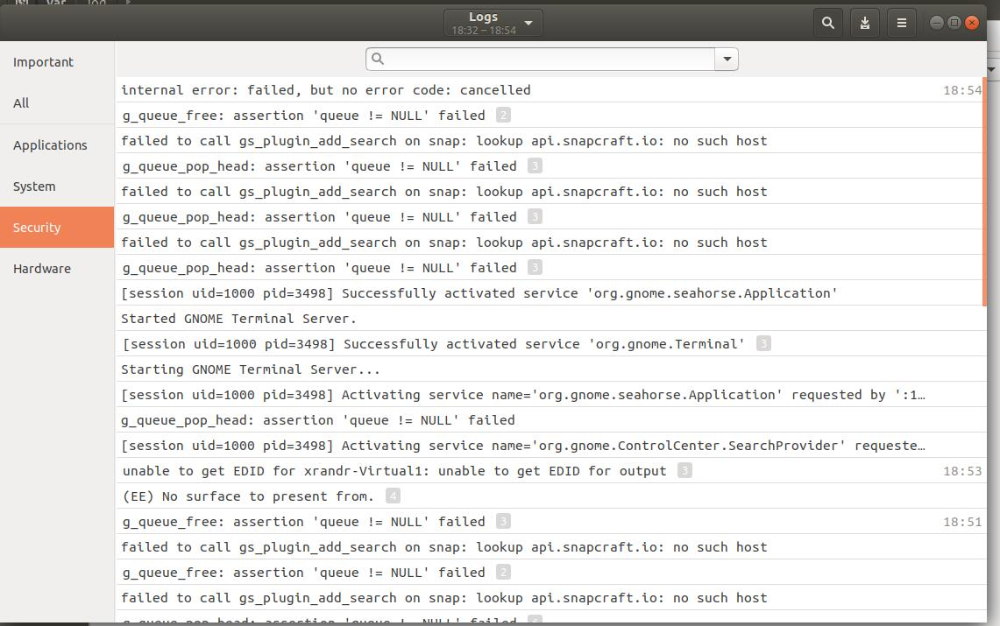 var log
Logs
18:32 – 18:54
Important
All
Applications
System
Security
Hardware
internal error: failed, but no error code: cancelled 18:54
g_queue_free: assertion 'queue != NULL' failed 2
failed to call gs_plugin_add_search on snap: lookup api.snapcraft.io: no such host
g_queue_pop_head: assertion 'queue != NULL' failed 3
failed to call gs_plugin_add_search on snap: lookup api.snapcraft.io: no such host
g_queue_pop_head: assertion 'queue != NULL' failed 3
failed to call gs_plugin_add_search on snap: lookup api.snapcraft.io: no such host
g_queue_pop_head: assertion 'queue != NULL' failed 3
[session uid=1000 pid=3498] Successfully activated service 'org.gnome.seahorse.Application'
Started GNOME Terminal Server.
[session uid=1000 pid=3498] Successfully activated service 'org.gnome.Terminal' 3
Starting GNOME Terminal Server...
[session uid=1000 pid=3498] Activating service name='org.gnome.seahorse.Application' requested by ':1…
g_queue_pop_head: assertion 'queue != NULL' failed
[session uid=1000 pid=3498] Activating service name='org.gnome.ControlCenter.SearchProvider' requeste…
unable to get EDID for xrandr-Virtual1: unable to get EDID for output 3 18:53
(EE) No surface to present from. 4
g_queue_free: assertion 'queue != NULL' failed 3 18:51
failed to call gs_plugin_add_search on snap: lookup api.snapcraft.io: no such host
g_queue_free: assertion 'queue != NULL' failed 2
failed to call gs_plugin_add_search on snap: lookup api.snapcraft.io: no such host
g_queue_pop_head: assertion 'queue != NULL' failed